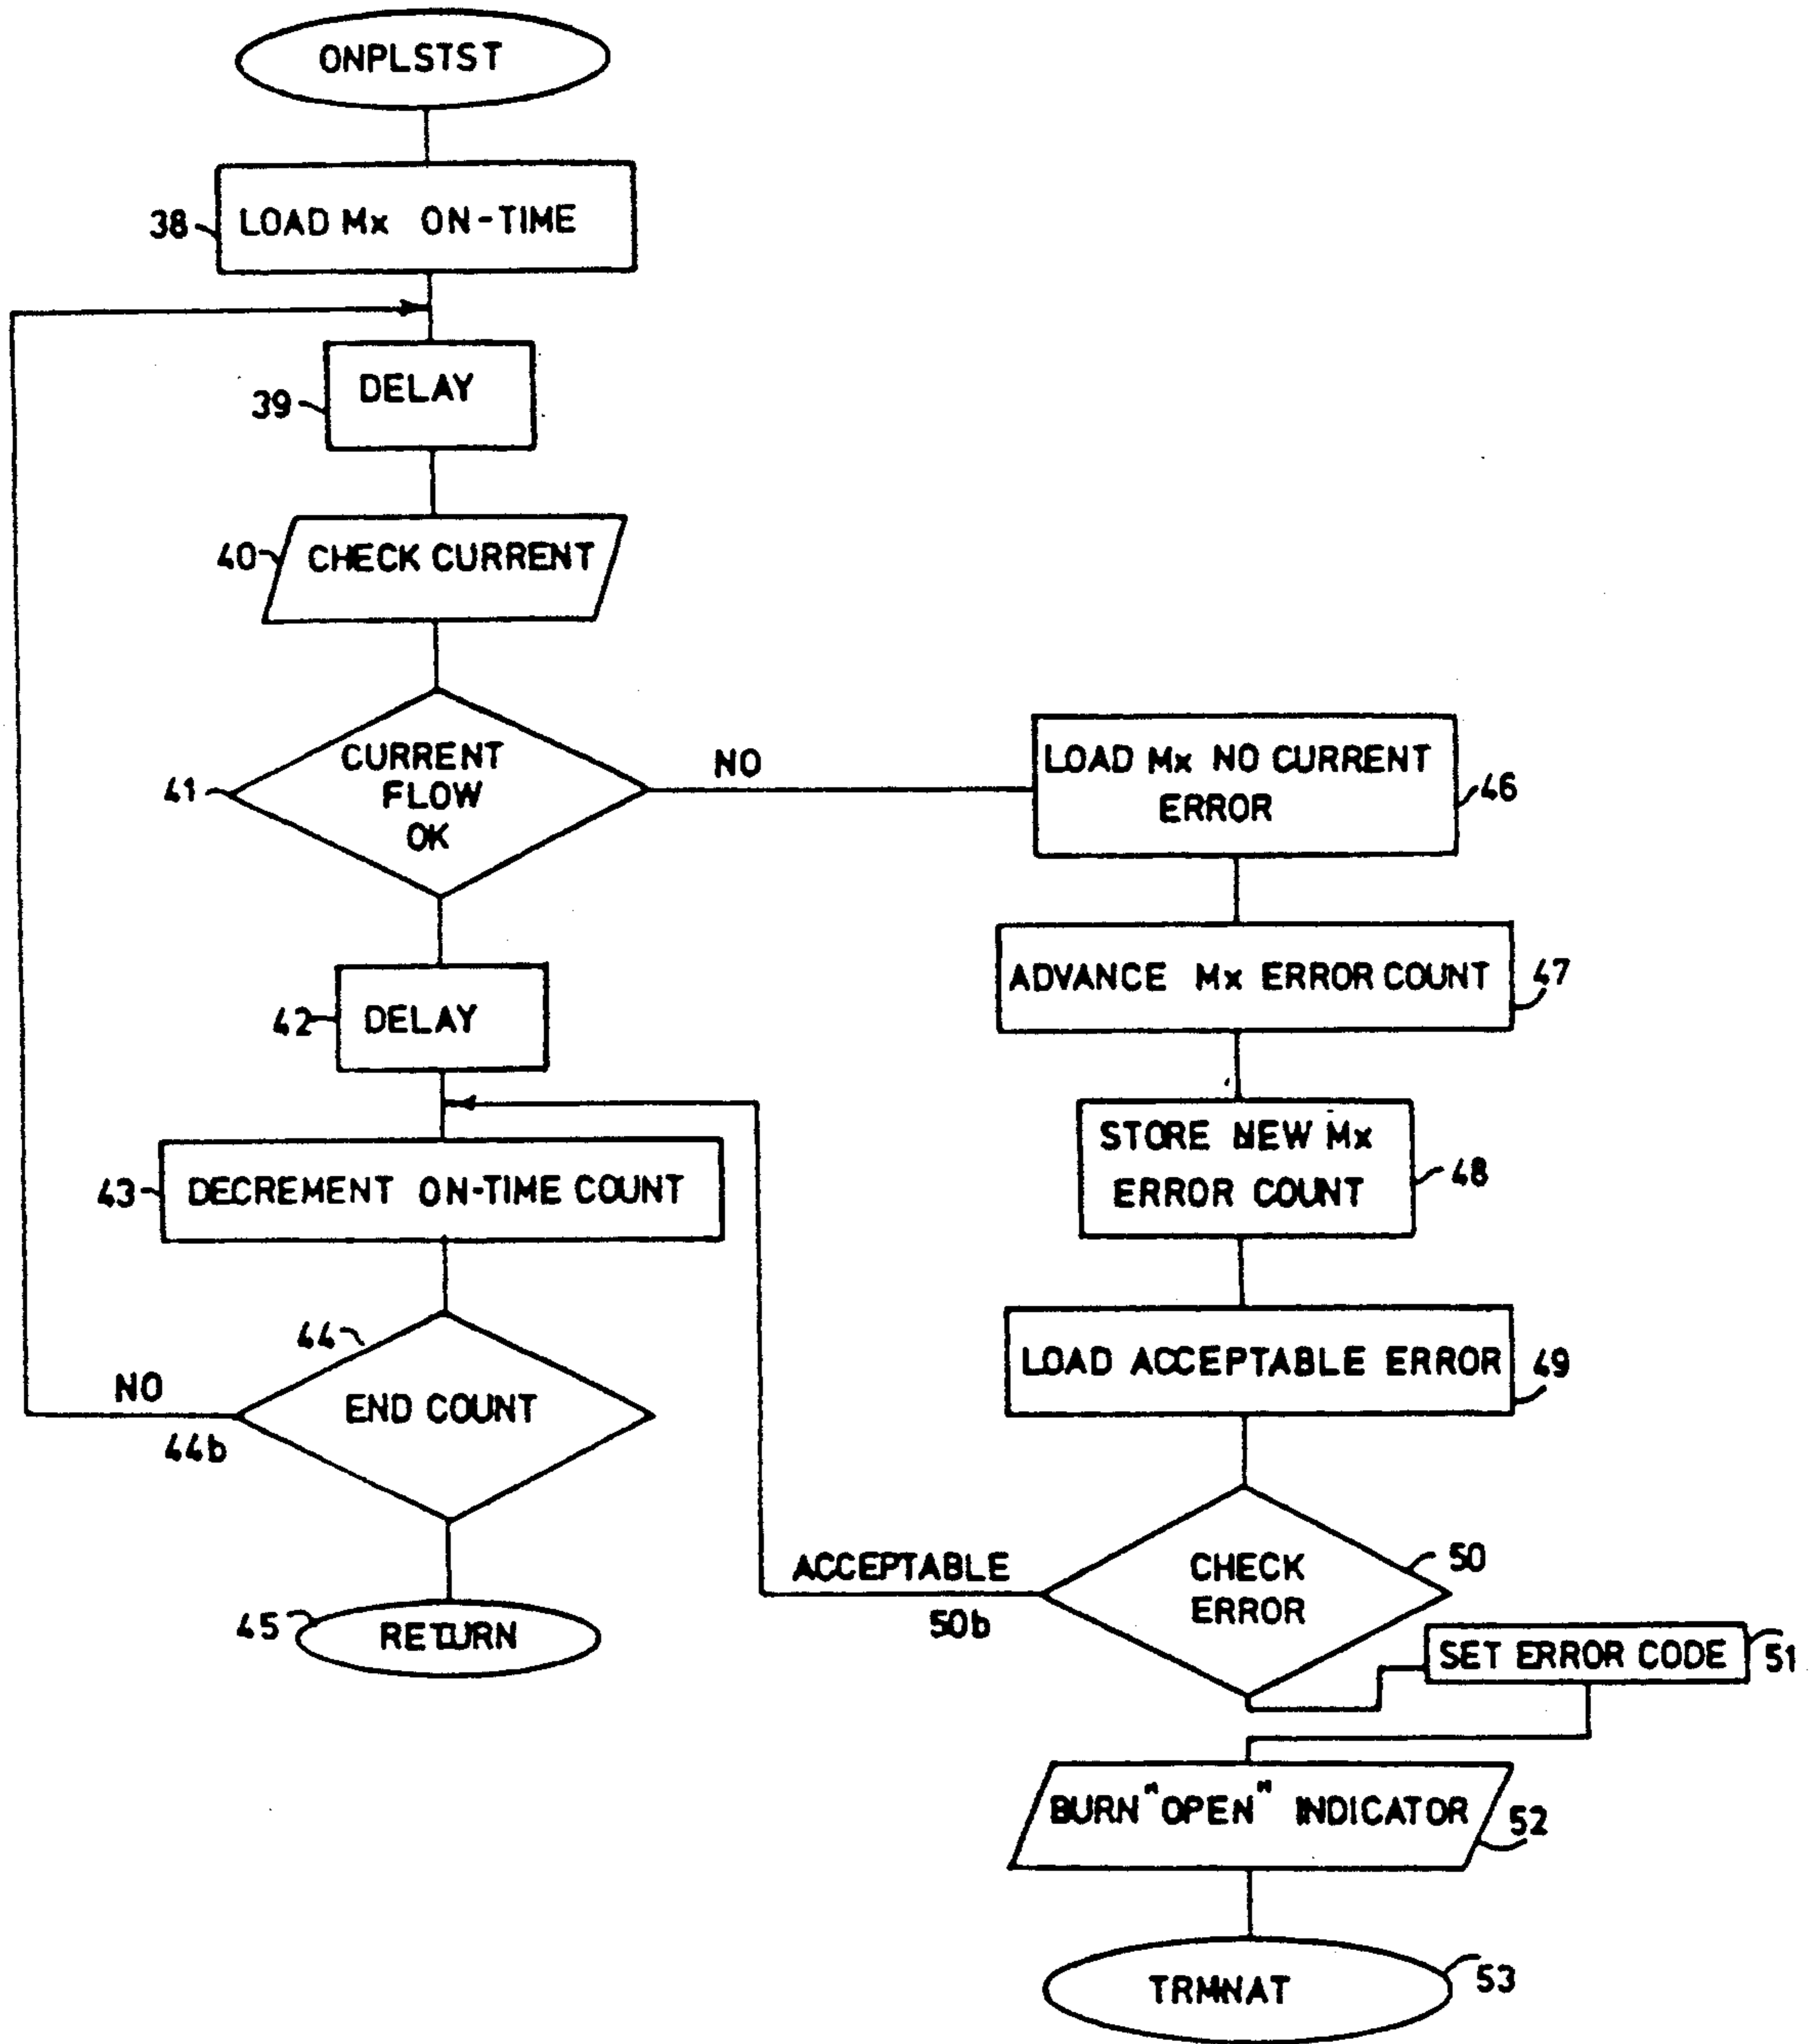 ONPLSTST
38
LOAD Mx ON-TIME
39
DELAY
40
CHECK CURRENT
41
CURRENT
FLOW
OK
NO
LOAD Mx NO CURRENT
ERROR
46
ADVANCE Mx ERROR COUNT
47
42
DELAY
STORE NEW Mx
ERROR COUNT
48
43
DECREMENT ON-TIME COUNT
LOAD ACCEPTABLE ERROR
49
44
END COUNT
NO
44b
CHECK
ERROR
50
ACCEPTABLE
50b
45
RETURN
SET ERROR CODE
51
BURN "OPEN" INDICATOR
52
TRMNAT
53